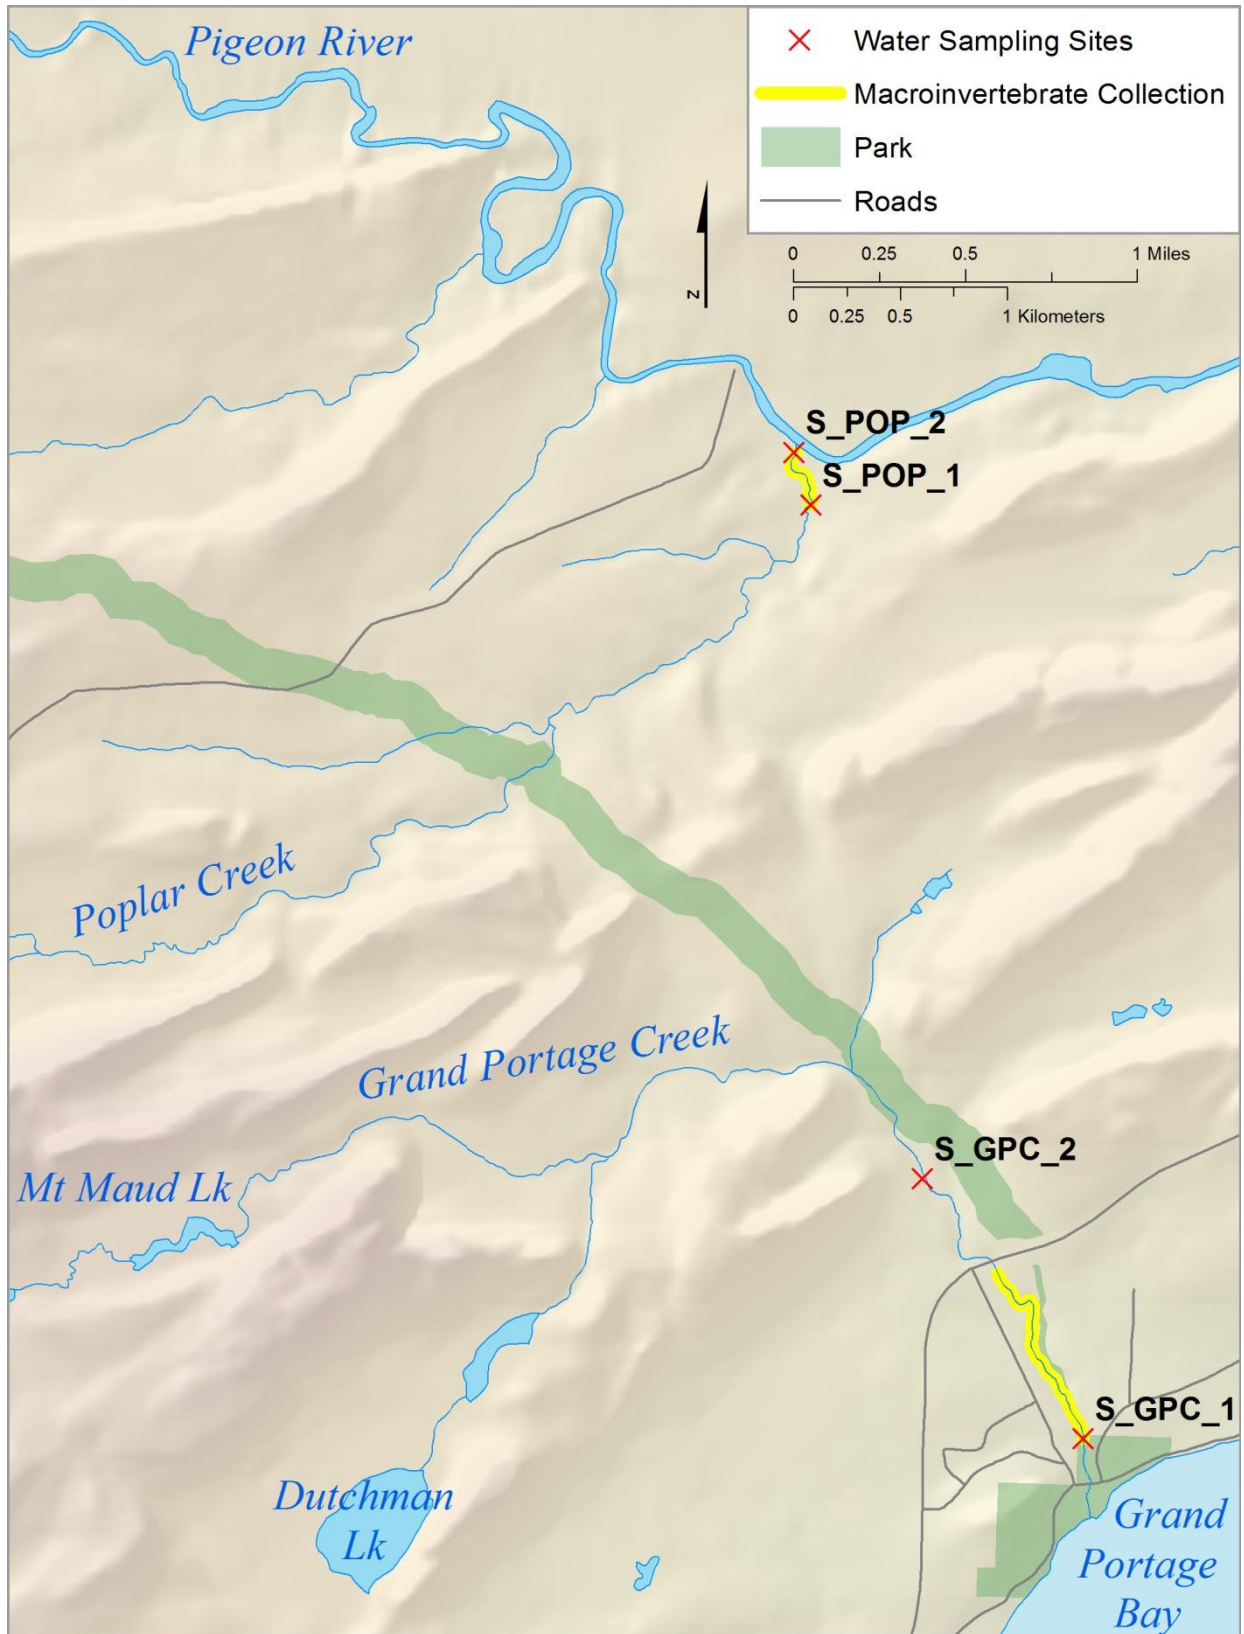 Pigeon River
Water Sampling Sites
Macroinvertebrate Collection
Park
Roads
N
0 0.25 0.5 1 Miles
0 0.25 0.5 1 Kilometers
S_POP_2
S_POP_1
Poplar Creek
Grand Portage Creek
S_GPC_2
Mt Maud Lk
S_GPC_1
Dutchman
Lk
Grand
Portage
Bay